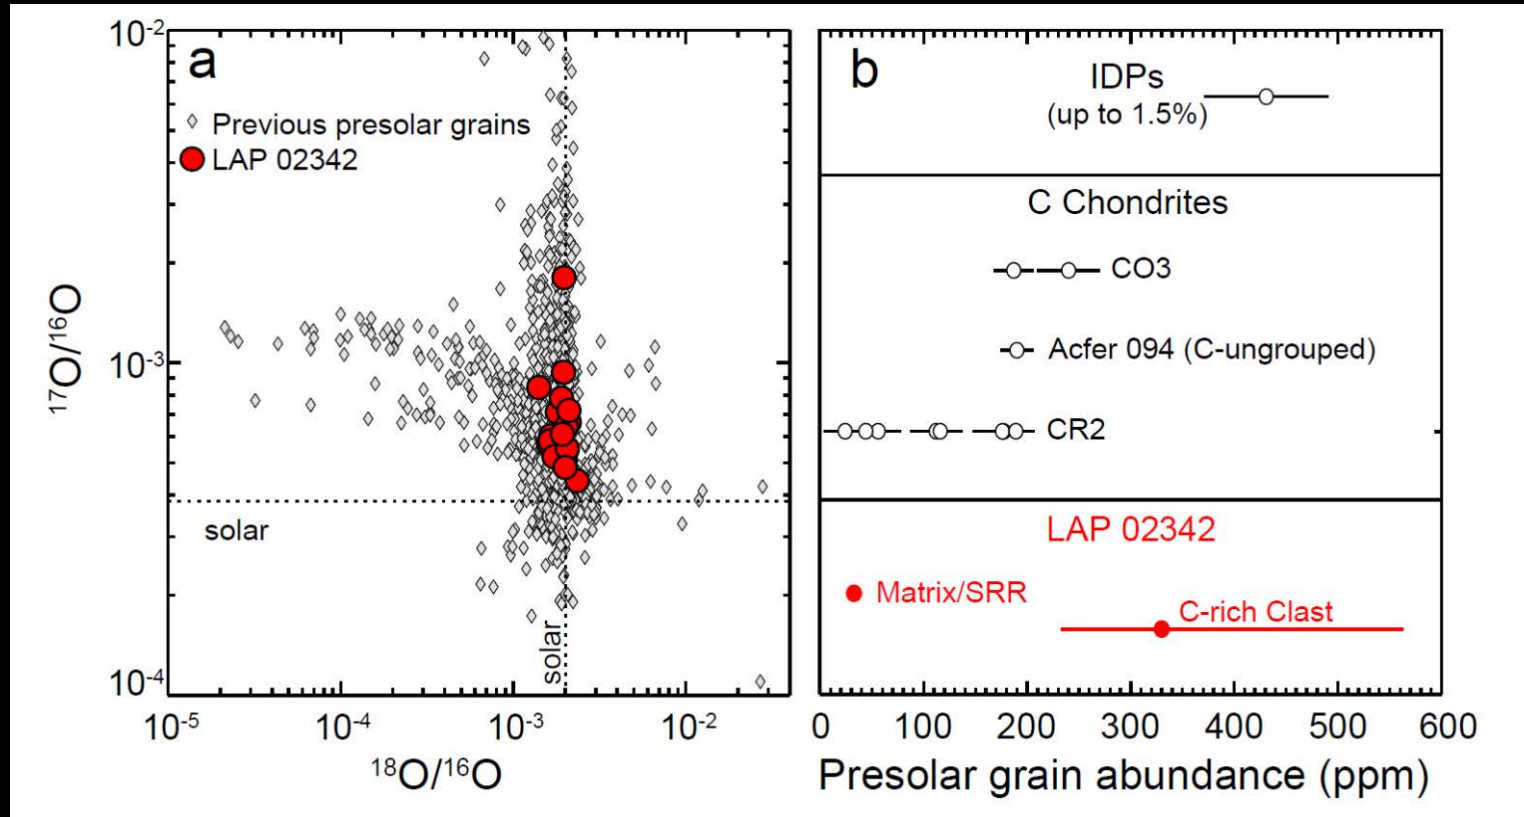 a
Previous presolar grains
LAP 02342
10⁻²
10⁻³
10⁻⁴
¹⁷O/¹⁶O
solar
solar
10⁻⁵
10⁻⁴
10⁻³
10⁻²
¹⁸O/¹⁶O
b
IDPs
(up to 1.5%)
C Chondrites
CO3
Acfer 094 (C-ungrouped)
CR2
LAP 02342
Matrix/SRR
C-rich Clast
0 100 200 300 400 500 600
Presolar grain abundance (ppm)